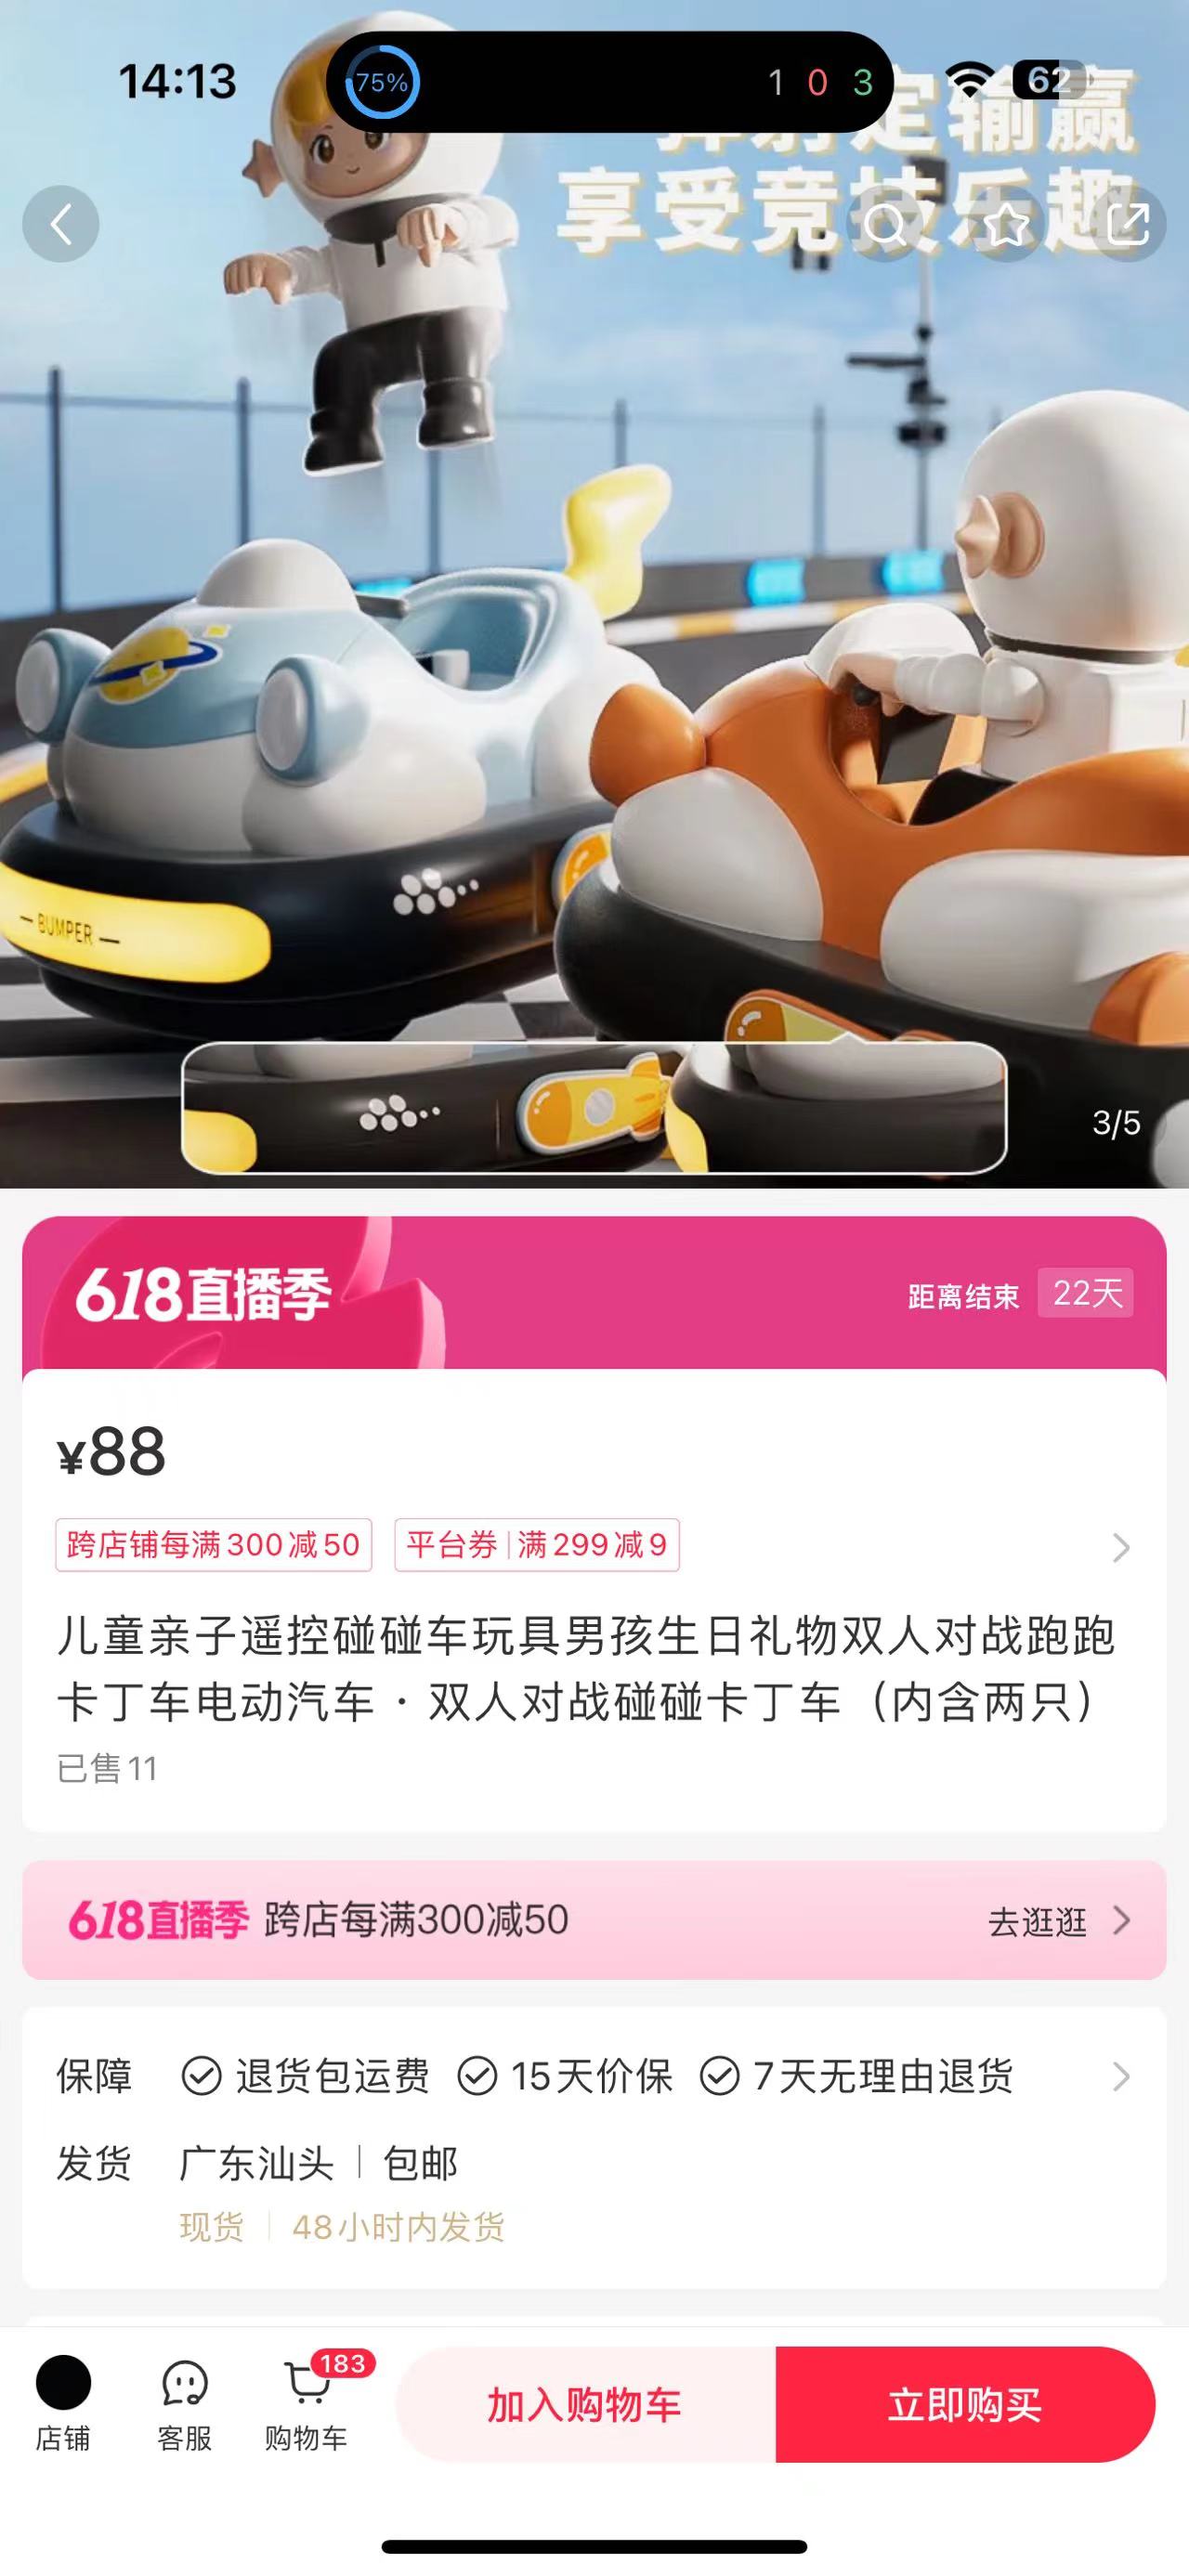 14:13
75%
1 0 3
62
定输赢
享受竞技乐趣
BUMPER
3/5
618直播季
距离结束 22天
¥88
跨店铺每满300减50 平台券 满299减9
儿童亲子遥控碰碰车玩具男孩生日礼物双人对战跑跑
卡丁车电动汽车·双人对战碰碰卡丁车（内含两只）
已售11
618直播季 跨店每满300减50 去逛逛
保障 退货包运费 15天价保 7天无理由退货
发货 广东汕头 包邮
现货 48小时内发货
183
店铺 客服 购物车 加入购物车 立即购买